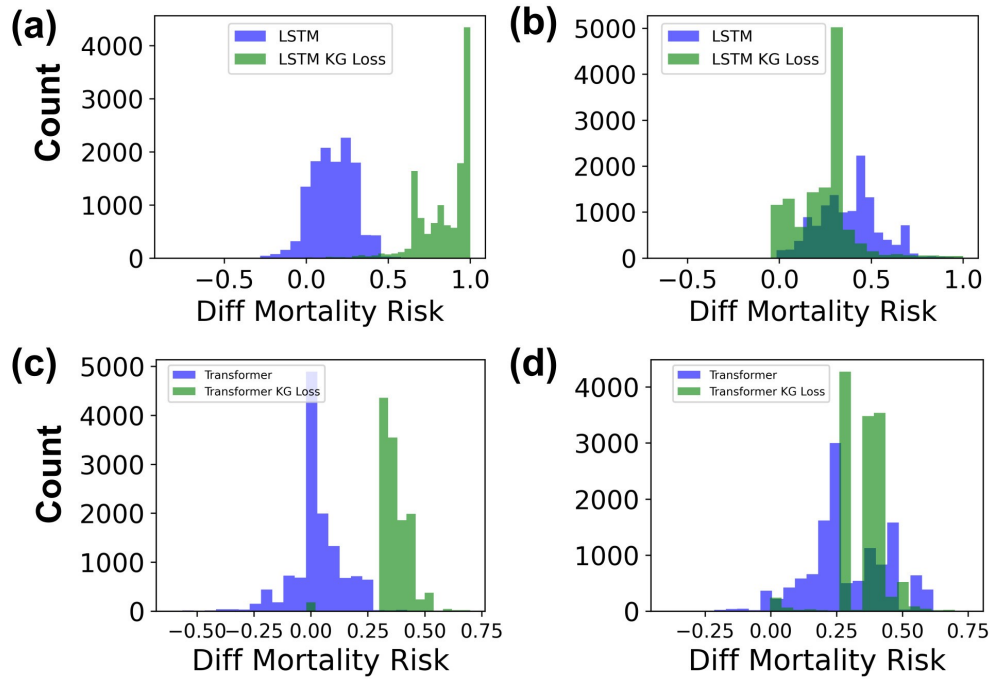 (a)
LSTM
LSTM KG Loss
Count
4000
3000
2000
1000
0
−0.5 0.0 0.5 1.0
Diff Mortality Risk
(b)
LSTM
LSTM KG Loss
5000
4000
3000
2000
1000
0
−0.5 0.0 0.5 1.0
Diff Mortality Risk
(c)
Transformer
Transformer KG Loss
Count
5000
4000
3000
2000
1000
0
−0.50 −0.25 0.00 0.25 0.50 0.75
Diff Mortality Risk
(d)
Transformer
Transformer KG Loss
4000
3000
2000
1000
0
−0.25 0.00 0.25 0.50 0.75
Diff Mortality Risk